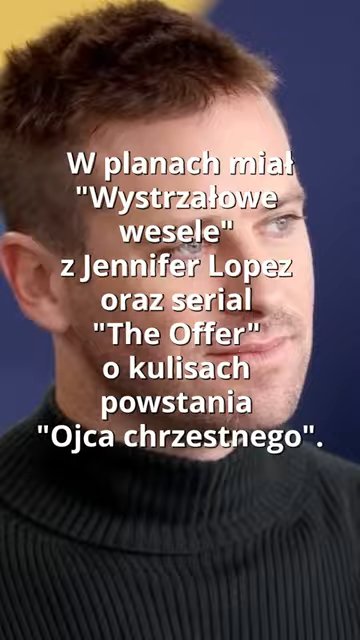 W planach miał
"Wystrzałowe
wesele"
z Jennifer Lopez
oraz serial
"The Offer"
o kulisach
powstania
"Ojca chrzestnego".